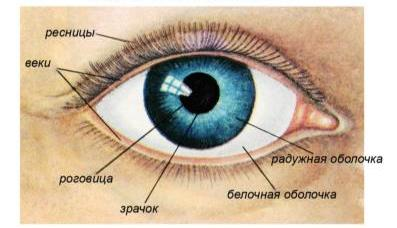 ресницы
веки
радужная оболочка
роговица
белочная оболочка
зрачок